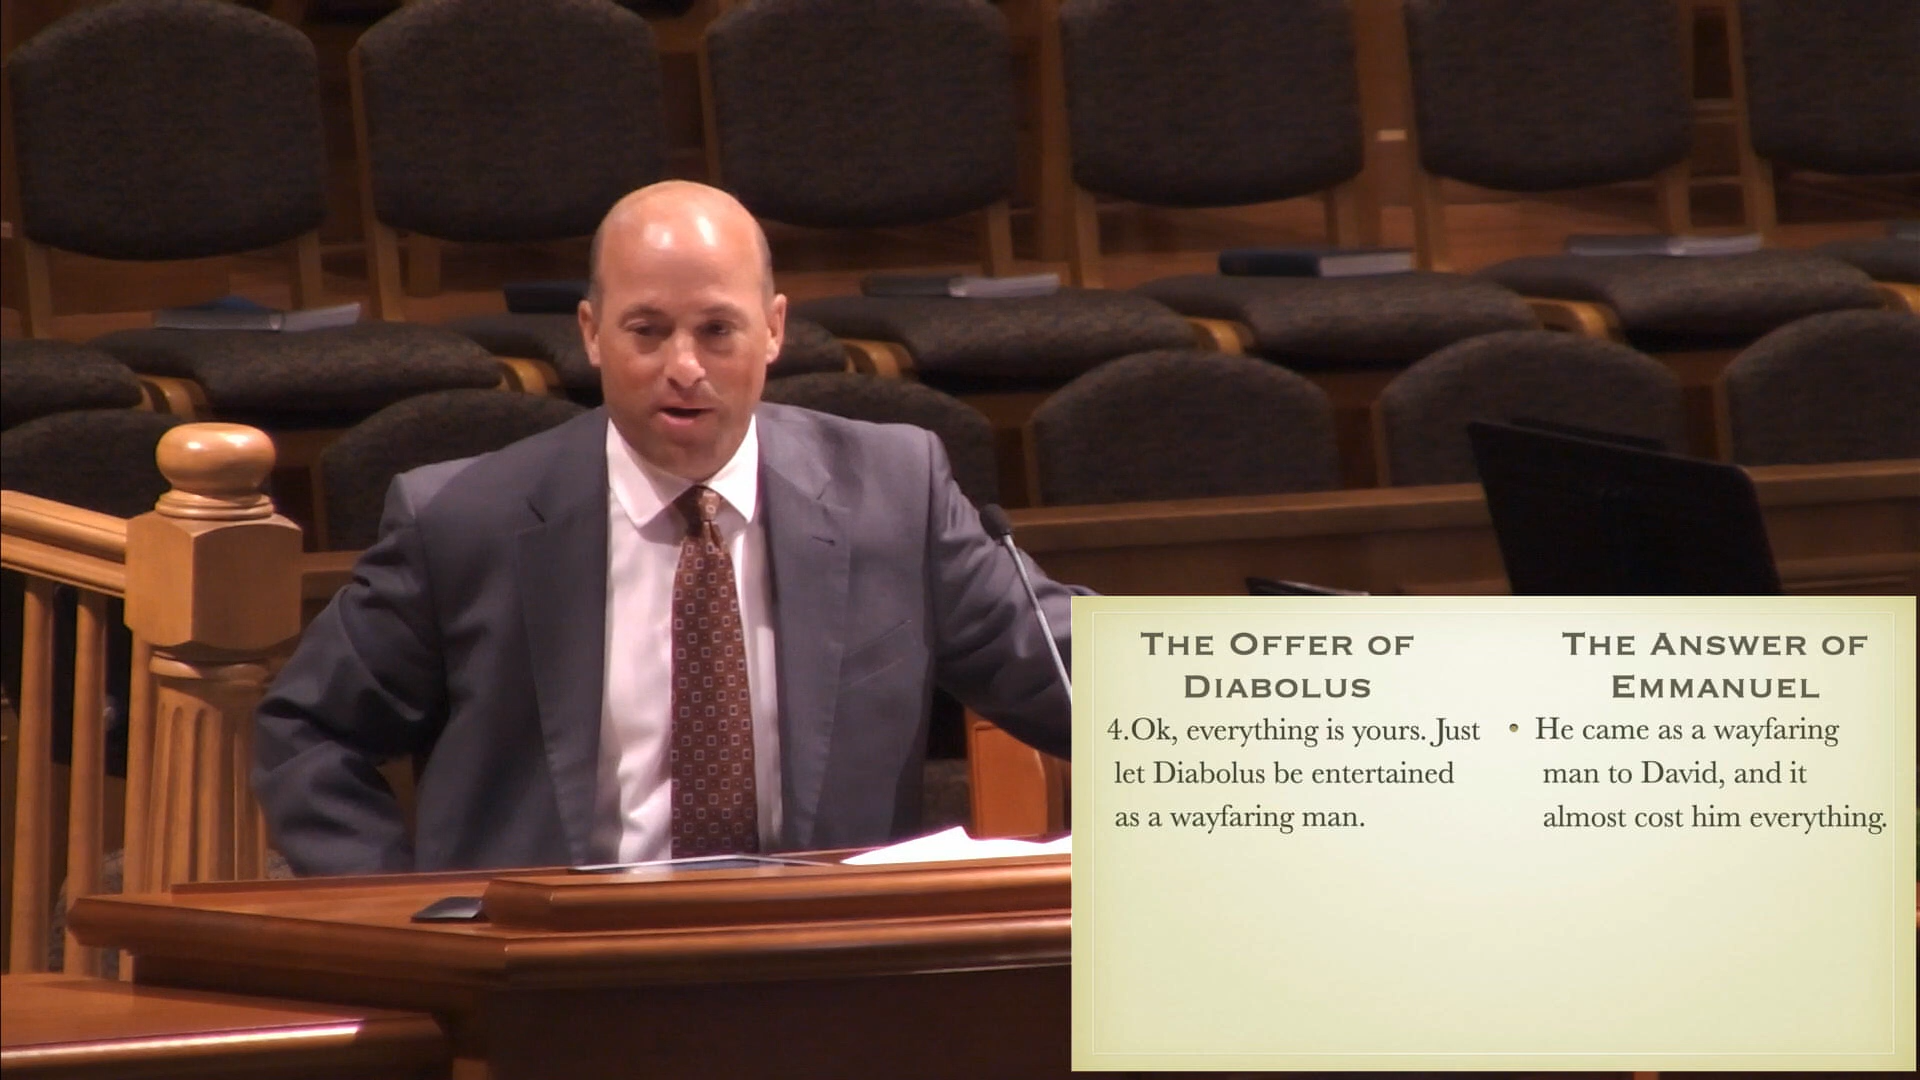 THE OFFER OF
DIABOLUS
4.Ok, everything is yours. Just
let Diabolus be entertained
as a wayfaring man.
THE ANSWER OF
EMMANUEL
• He came as a wayfaring
man to David, and it
almost cost him everything.